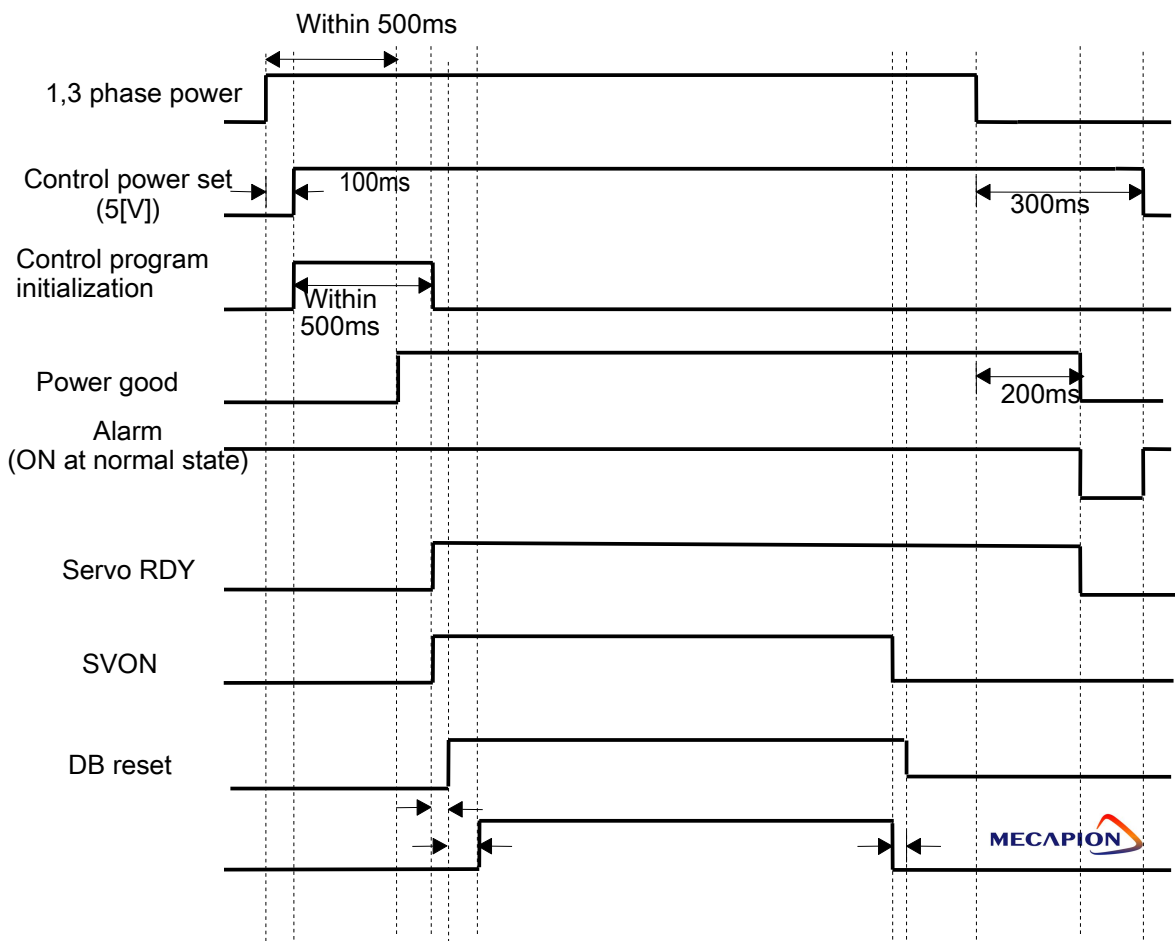 Within 500ms
1,3 phase power
Control power set
(5[V])
100ms
300ms
Control program
initialization
Within
500ms
Power good
200ms
Alarm
(ON at normal state)
Servo RDY
SVON
DB reset
MECAPION